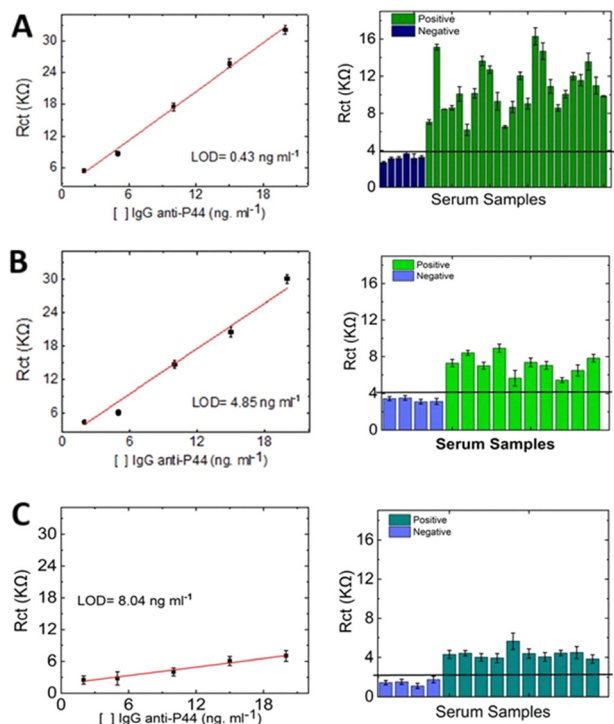 A
Rct (KΩ)
30
24
18
12
6
LOD= 0.43 ng ml-1
0 6 12 18
[ ] IgG anti-P44 (ng. ml-1)
Rct (KΩ)
16
12
8
4
0
Positive
Negative
Serum Samples
B
Rct (KΩ)
30
24
18
12
6
LOD= 4.85 ng ml-1
0 6 12 18
[ ] IgG anti-P44 (ng. ml-1)
Rct (KΩ)
16
12
8
4
0
Positive
Negative
Serum Samples
C
Rct (KΩ)
30
24
18
12
6
0
LOD= 8.04 ng ml-1
0 6 12 18
[ ] IgG anti-P44 (ng. ml-1)
Rct (KΩ)
16
12
8
4
0
Positive
Negative
Serum Samples